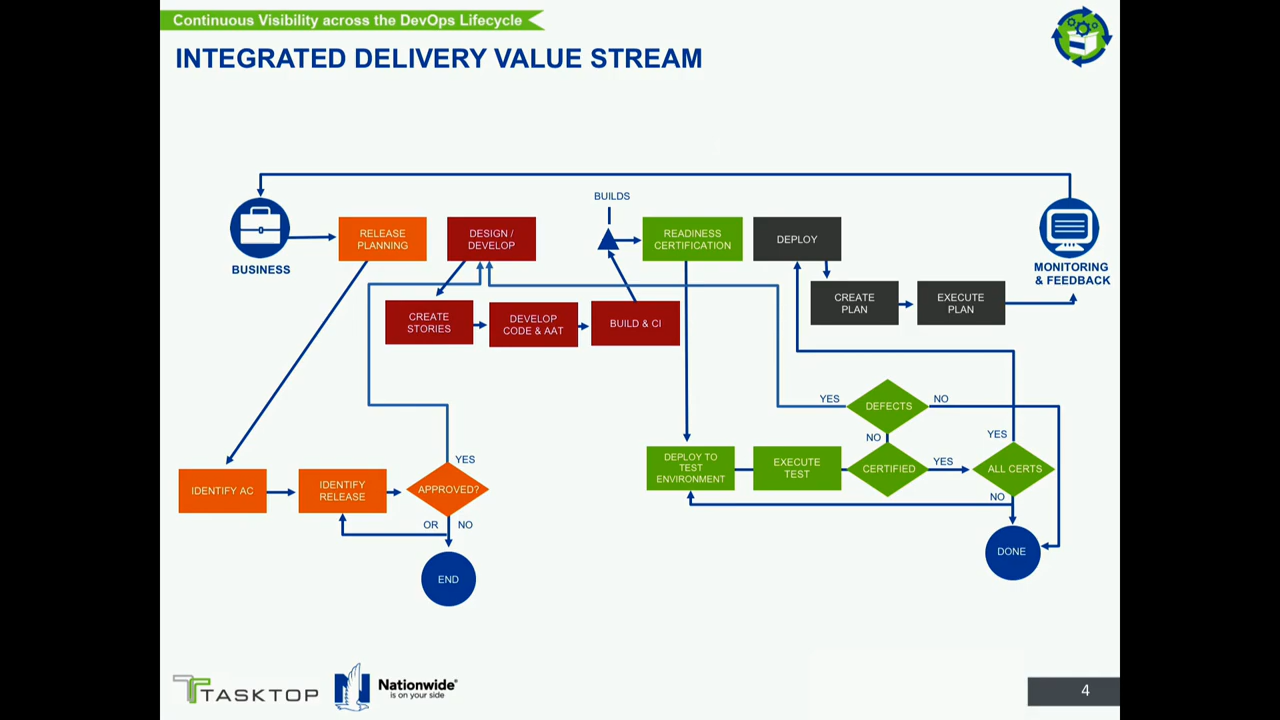 Continuous Visibility across the DevOps Lifecycle
INTEGRATED DELIVERY VALUE STREAM
BUSINESS
RELEASE
PLANNING
DESIGN /
DEVELOP
BUILDS
READINESS
CERTIFICATION
DEPLOY
MONITORING
& FEEDBACK
CREATE
STORIES
DEVELOP
CODE & AAT
BUILD & CI
CREATE
PLAN
EXECUTE
PLAN
YES
DEFECTS
NO
NO
YES
IDENTIFY AC
IDENTIFY
RELEASE
YES
APPROVED?
OR
NO
END
DEPLOY TO
TEST
ENVIRONMENT
EXECUTE
TEST
CERTIFIED
YES
ALL CERTS
NO
DONE
TASKTOP
Nationwide®
is on your side
4